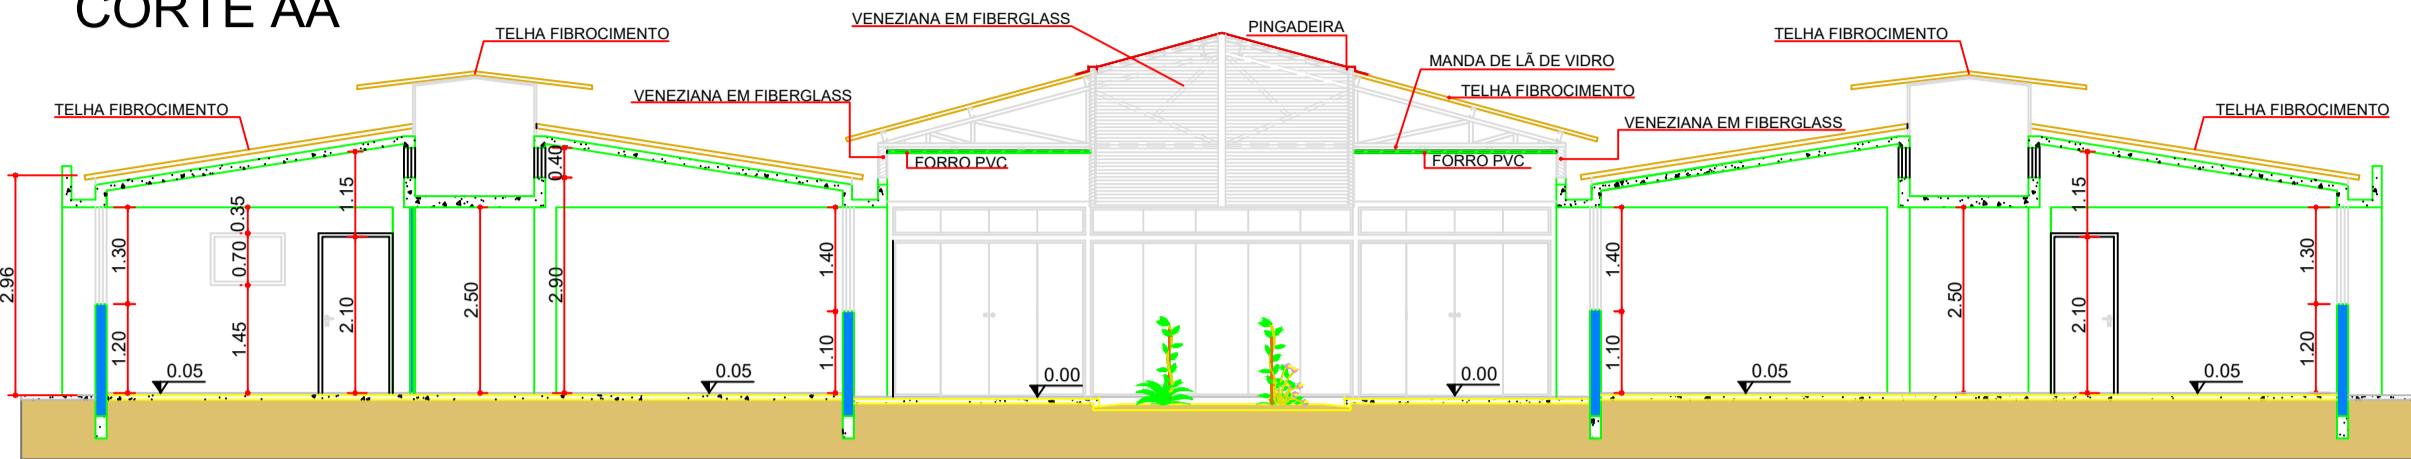 CORTE AA
VENEZIANA EM FIBERGLASS
PINGADEIRA
TELHA FIBROCIMENTO
TELHA FIBROCIMENTO
MANDA DE LÃ DE VIDRO
TELHA FIBROCIMENTO
VENEZIANA EM FIBERGLASS
TELHA FIBROCIMENTO
TELHA FIBROCIMENTO
VENEZIANA EM FIBERGLASS
FORRO PVC
FORRO PVC
2.96
1.30
1.20
0.35
0.70
1.45
1.15
2.10
2.50
0.40
2.90
1.40
1.10
1.40
1.10
2.50
1.15
2.10
1.30
1.20
0.05
0.05
0.00
0.00
0.05
0.05